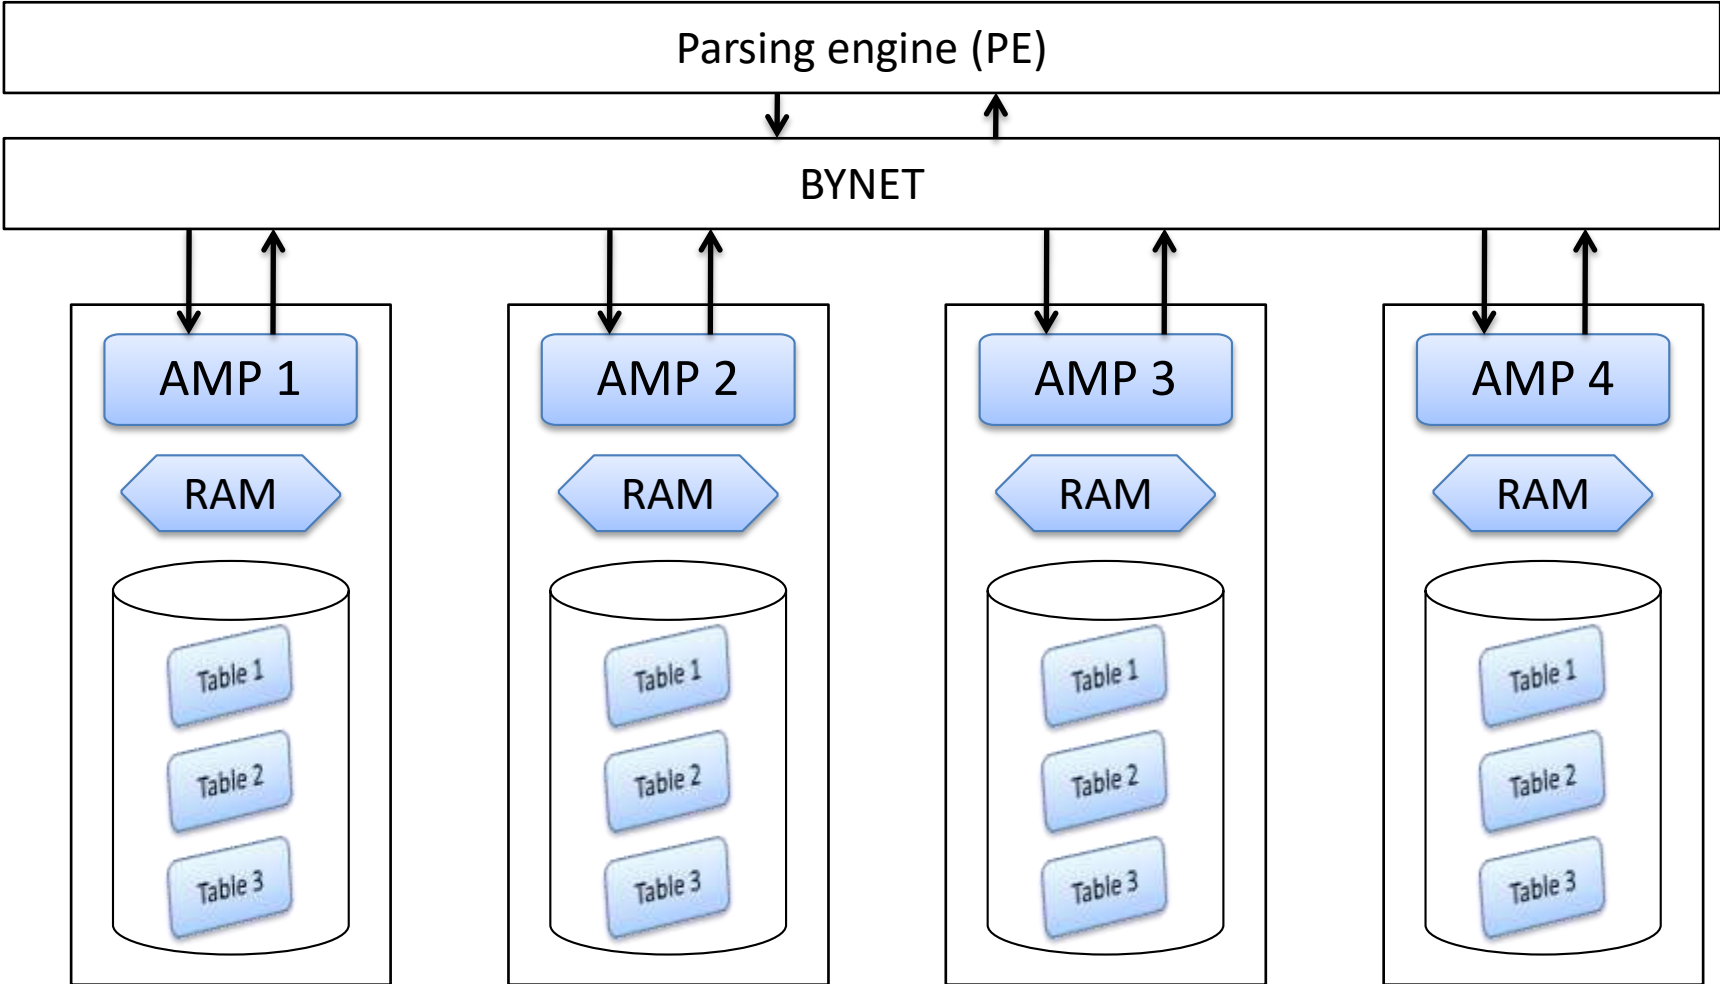 Parsing engine (PE)
BYNET
AMP 1
AMP 2
AMP 3
AMP 4
RAM
RAM
RAM
RAM
Table 1
Table 1
Table 1
Table 1
Table 2
Table 2
Table 2
Table 2
Table 3
Table 3
Table 3
Table 3